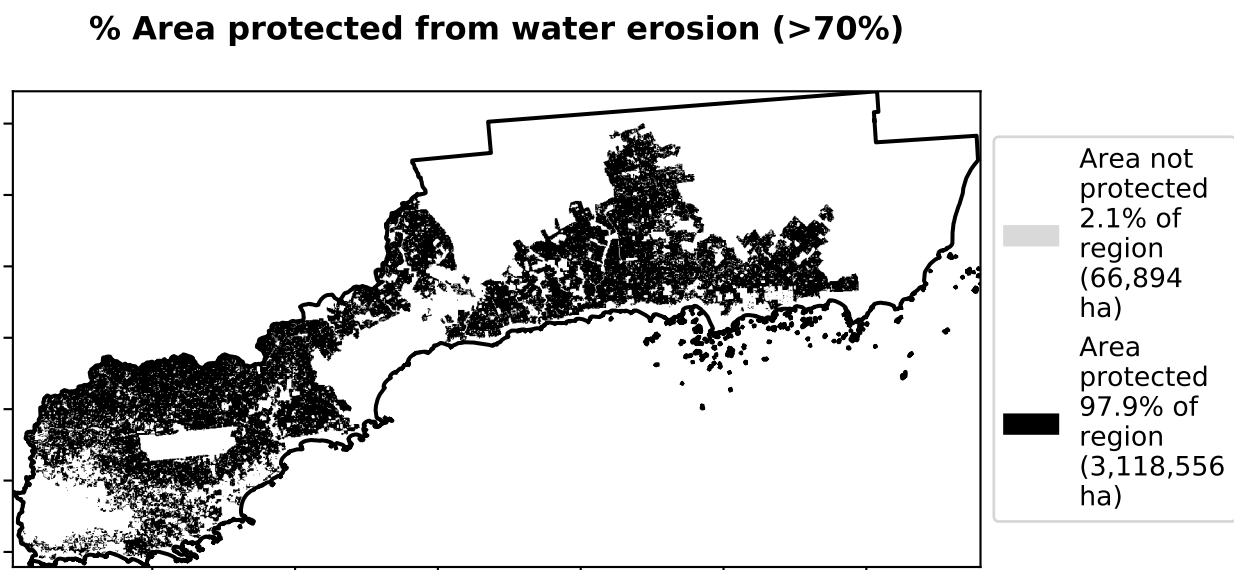 % Area protected from water erosion (>70%)
Area not
protected
2.1% of
region
(66,894
ha)
Area
protected
97.9% of
region
(3,118,556
ha)